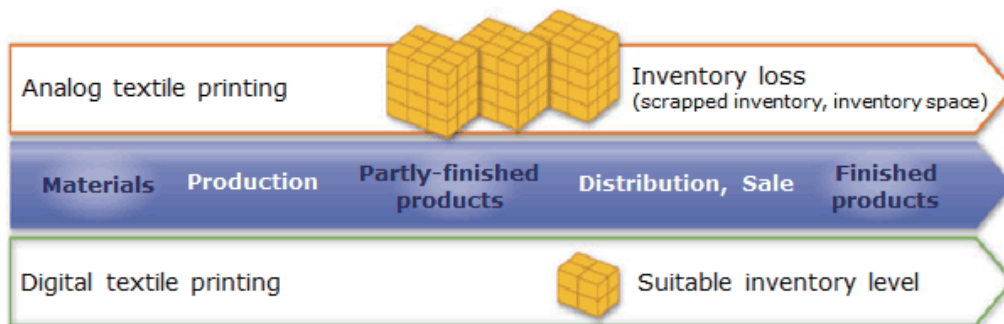 Analog textile printing
Inventory loss
(scrapped inventory, inventory space)
Materials
Production
Partly-finished
products
Distribution, Sale
Finished
products
Digital textile printing
Suitable inventory level